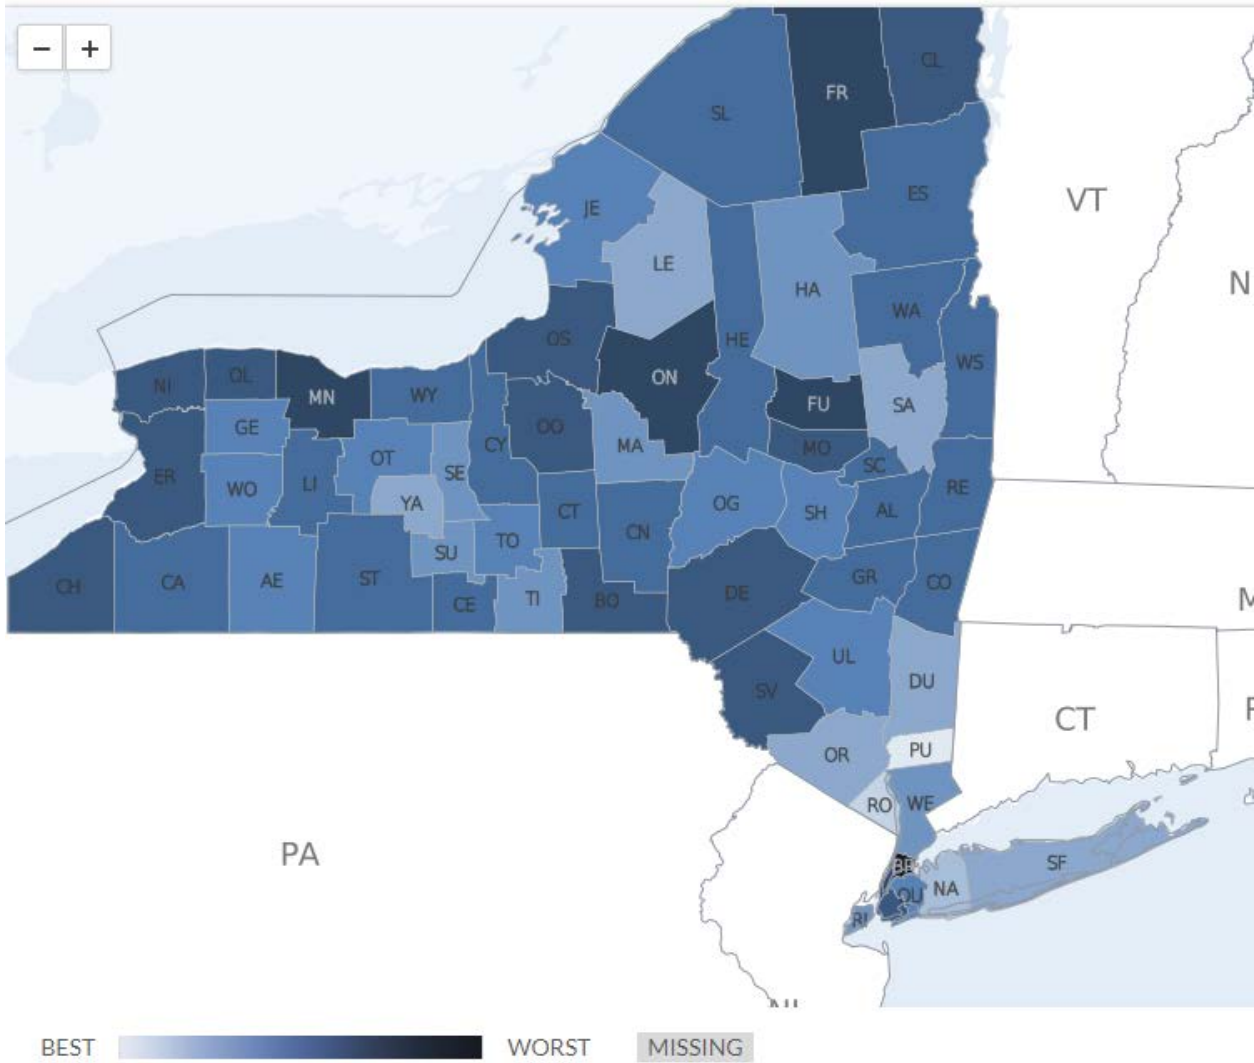 − +
CL
FR
SL
VT
ES
JE
LE
N
HA
WA
OS
HE
WS
NI
OL
ON
MN
WY
FU
SA
GE
OO
MA
MO
OT
CY
SC
ER
SE
WO
LI
RE
YA
OG
CT
SH
AL
CN
TO
SU
CH
CA
AE
ST
GR
CO
DE
TI
BO
CE
M
UL
DU
SV
F
CT
PU
OR
RO
WE
PA
SF
NA
QU
RI
BEST WORST MISSING